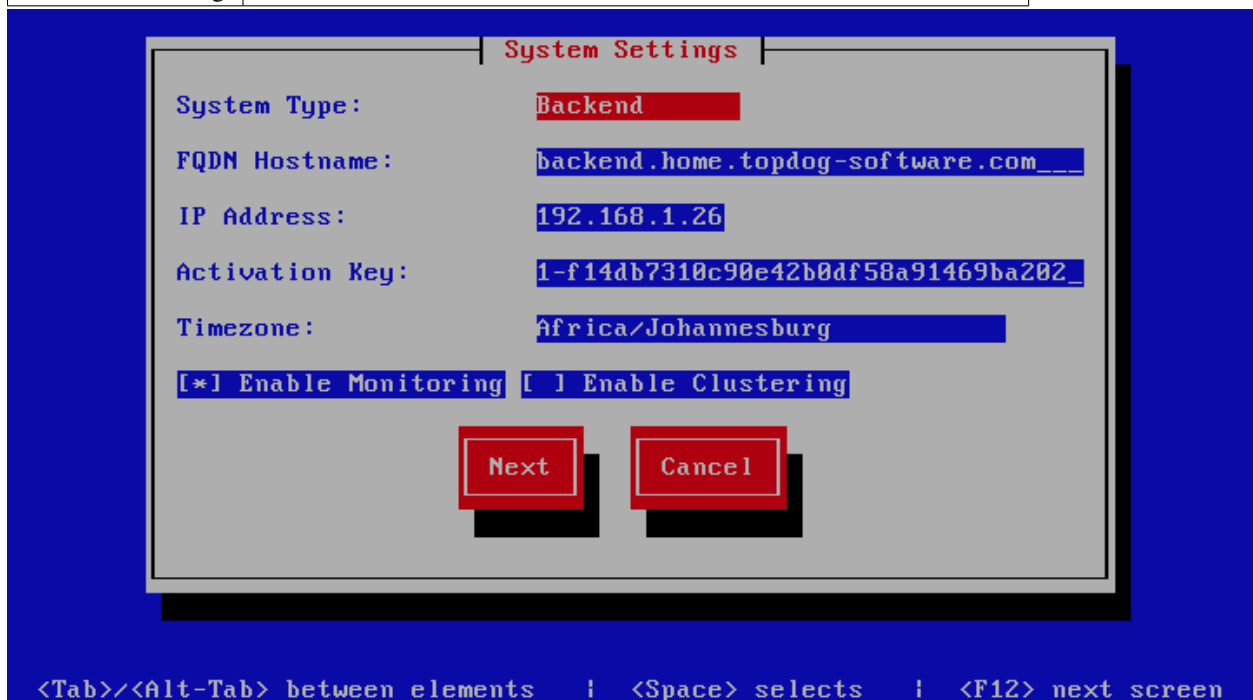 System Settings
System Type: Backend
FQDN Hostname: backend.home.topdog-software.com___
IP Address: 192.168.1.26
Activation Key: 1-f14db7310c90e42b0df58a91469ba202_
Timezone: Africa/Johannesburg
[*] Enable Monitoring [ ] Enable Clustering
Next Cancel
<Tab>/<Alt-Tab> between elements | <Space> selects | <F12> next screen